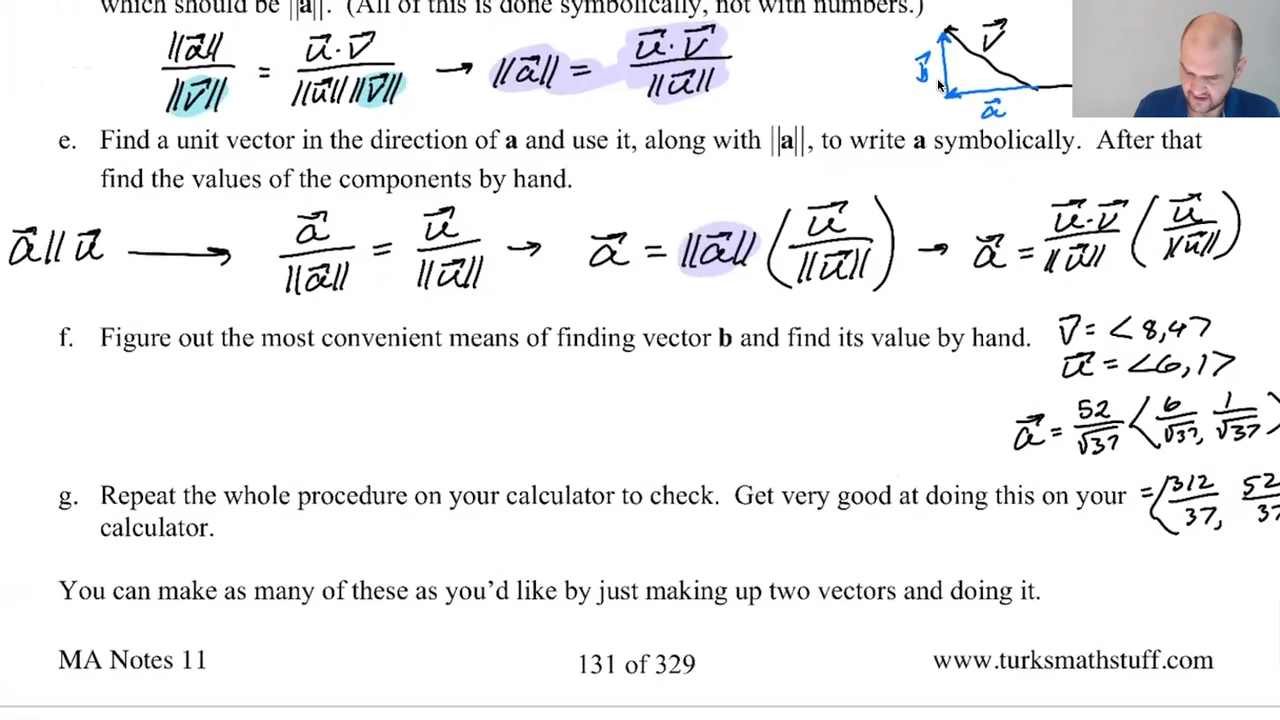 which should be ||a||. (All of this is done symbolically, not with numbers.)
||a⃗|| / ||v⃗|| = u⃗·v⃗ / ||u⃗|| ||v⃗|| → ||a⃗|| = u⃗·v⃗ / ||u⃗||
v⃗
b⃗
a⃗
e. Find a unit vector in the direction of a and use it, along with ||a||, to write a symbolically. After that
find the values of the components by hand.
a⃗ || u⃗ → a⃗ / ||a⃗|| = u⃗ / ||u⃗|| → a⃗ = ||a⃗|| (u⃗ / ||u⃗||) → a⃗ = u⃗·v⃗ / ||u⃗|| (u⃗ / ||u⃗||)
f. Figure out the most convenient means of finding vector b and find its value by hand.
v⃗ = <8,4>
u⃗ = <6,1>
a⃗ = 52/√37 <6/√37, 1/√37>
g. Repeat the whole procedure on your calculator to check. Get very good at doing this on your
calculator.
= <312/37, 52/37
You can make as many of these as you'd like by just making up two vectors and doing it.
MA Notes 11
131 of 329
www.turksmathstuff.com